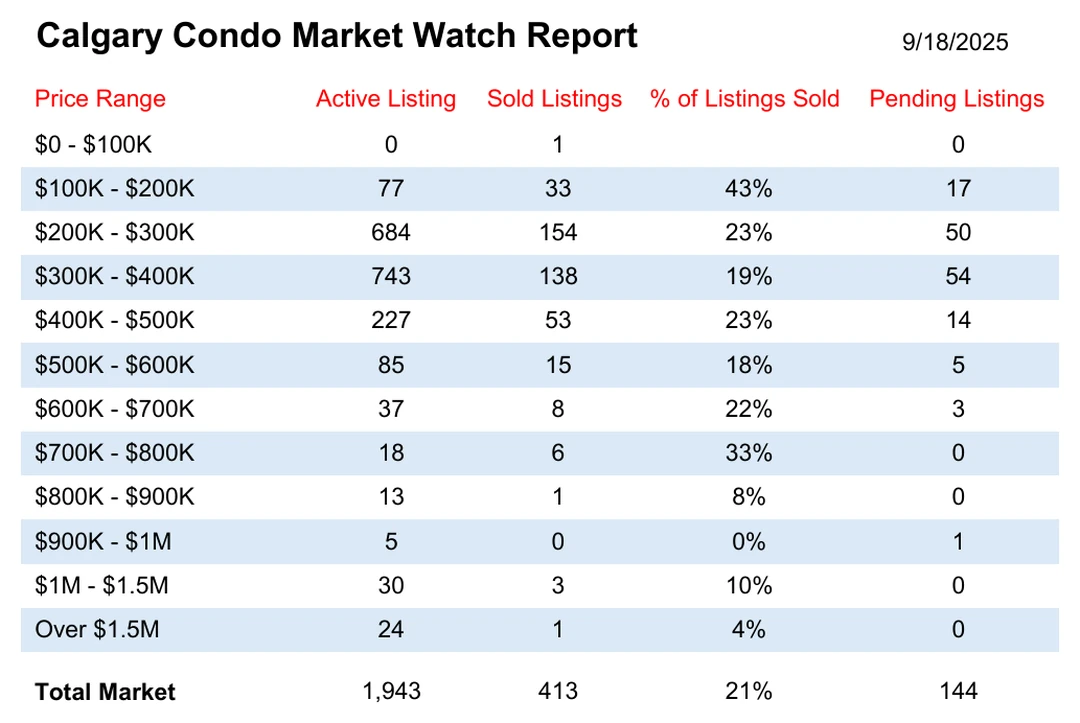 Calgary Condo Market Watch Report 9/18/2025
Price Range Active Listing Sold Listings % of Listings Sold Pending Listings
$0 - $100K 0 1 0
$100K - $200K 77 33 43% 17
$200K - $300K 684 154 23% 50
$300K - $400K 743 138 19% 54
$400K - $500K 227 53 23% 14
$500K - $600K 85 15 18% 5
$600K - $700K 37 8 22% 3
$700K - $800K 18 6 33% 0
$800K - $900K 13 1 8% 0
$900K - $1M 5 0 0% 1
$1M - $1.5M 30 3 10% 0
Over $1.5M 24 1 4% 0
Total Market 1,943 413 21% 144